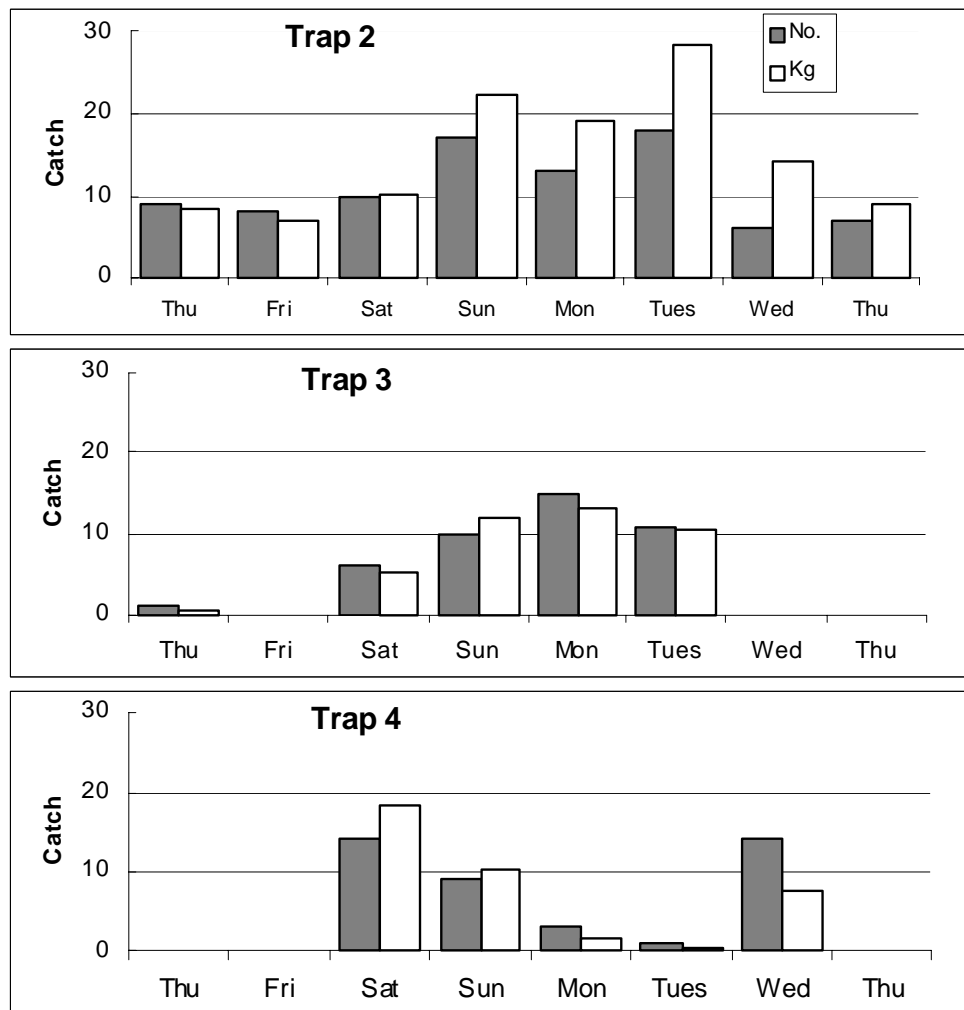 Trap 2
No.
Kg
Catch
30
20
10
0
Thu Fri Sat Sun Mon Tues Wed Thu
Trap 3
Catch
30
20
10
0
Thu Fri Sat Sun Mon Tues Wed Thu
Trap 4
Catch
30
20
10
0
Thu Fri Sat Sun Mon Tues Wed Thu